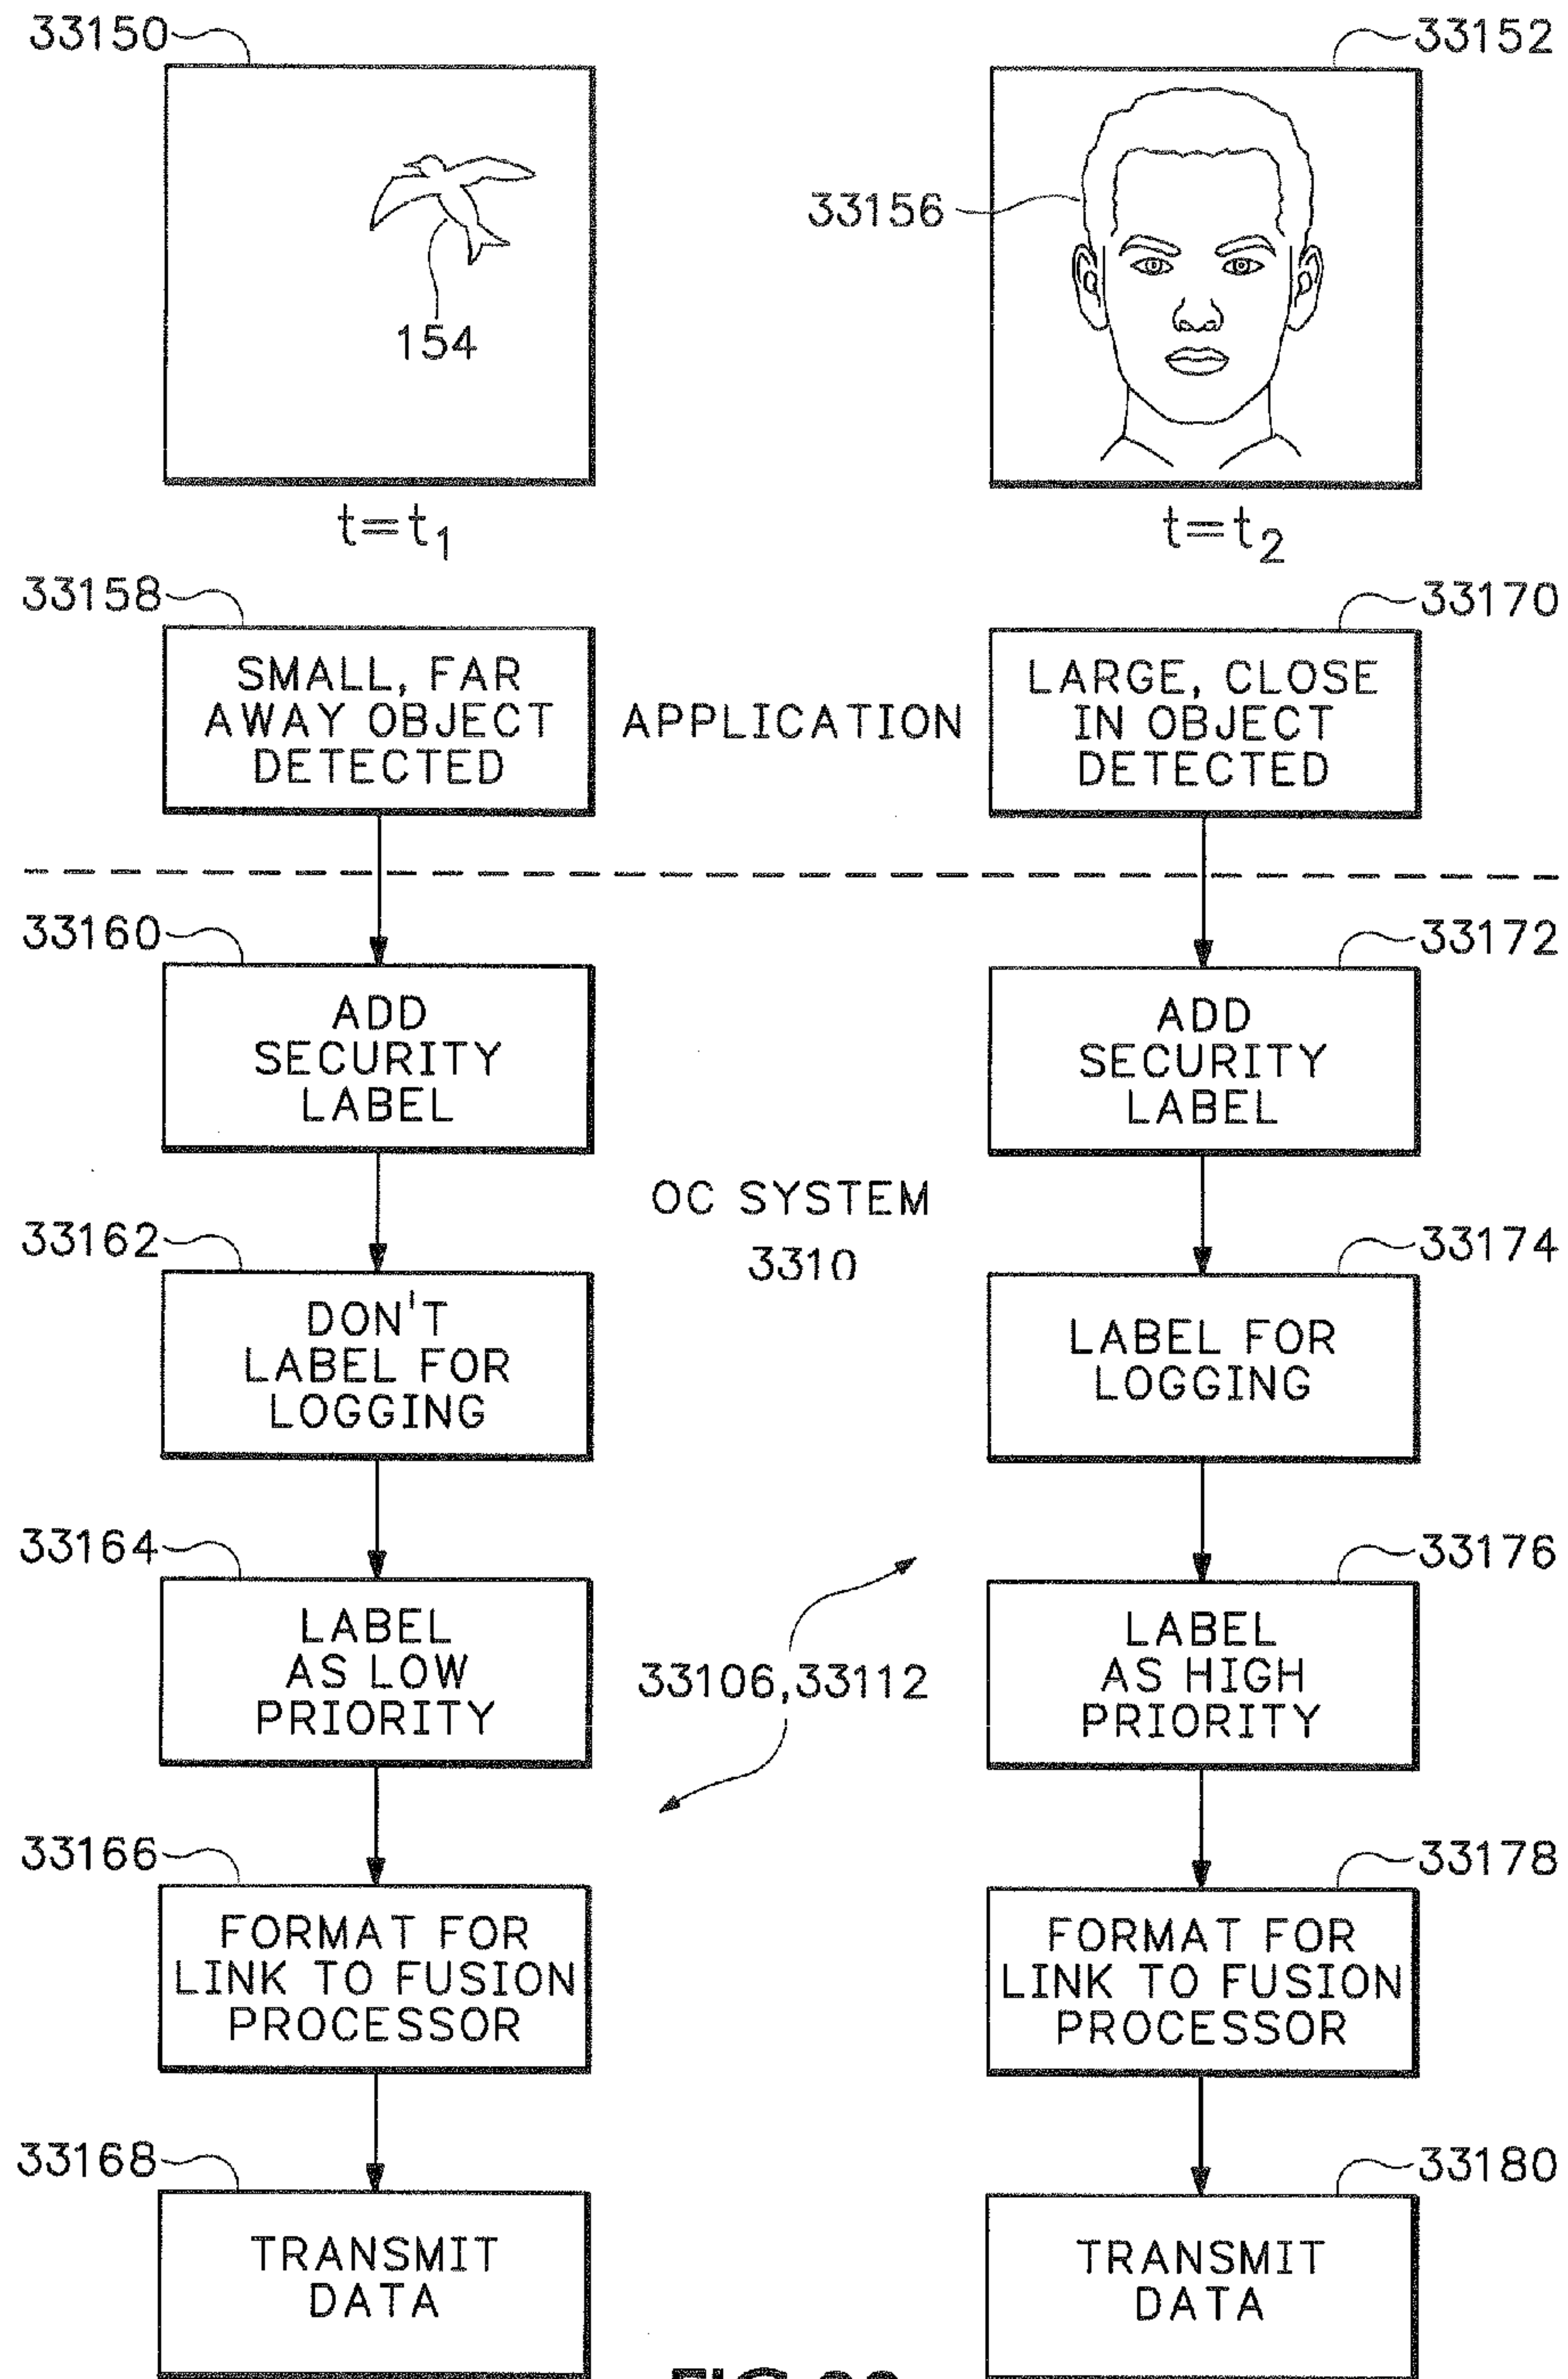 33150
33152
33156
154
t=t1
t=t2
33158
33170
SMALL, FAR
AWAY OBJECT
DETECTED
APPLICATION
LARGE, CLOSE
IN OBJECT
DETECTED
33160
33172
ADD
SECURITY
LABEL
ADD
SECURITY
LABEL
OC SYSTEM
3310
33162
33174
DON'T
LABEL FOR
LOGGING
LABEL FOR
LOGGING
33164
33176
LABEL
AS LOW
PRIORITY
33106,33112
LABEL
AS HIGH
PRIORITY
33166
33178
FORMAT FOR
LINK TO FUSION
PROCESSOR
FORMAT FOR
LINK TO FUSION
PROCESSOR
33168
33180
TRANSMIT
DATA
TRANSMIT
DATA